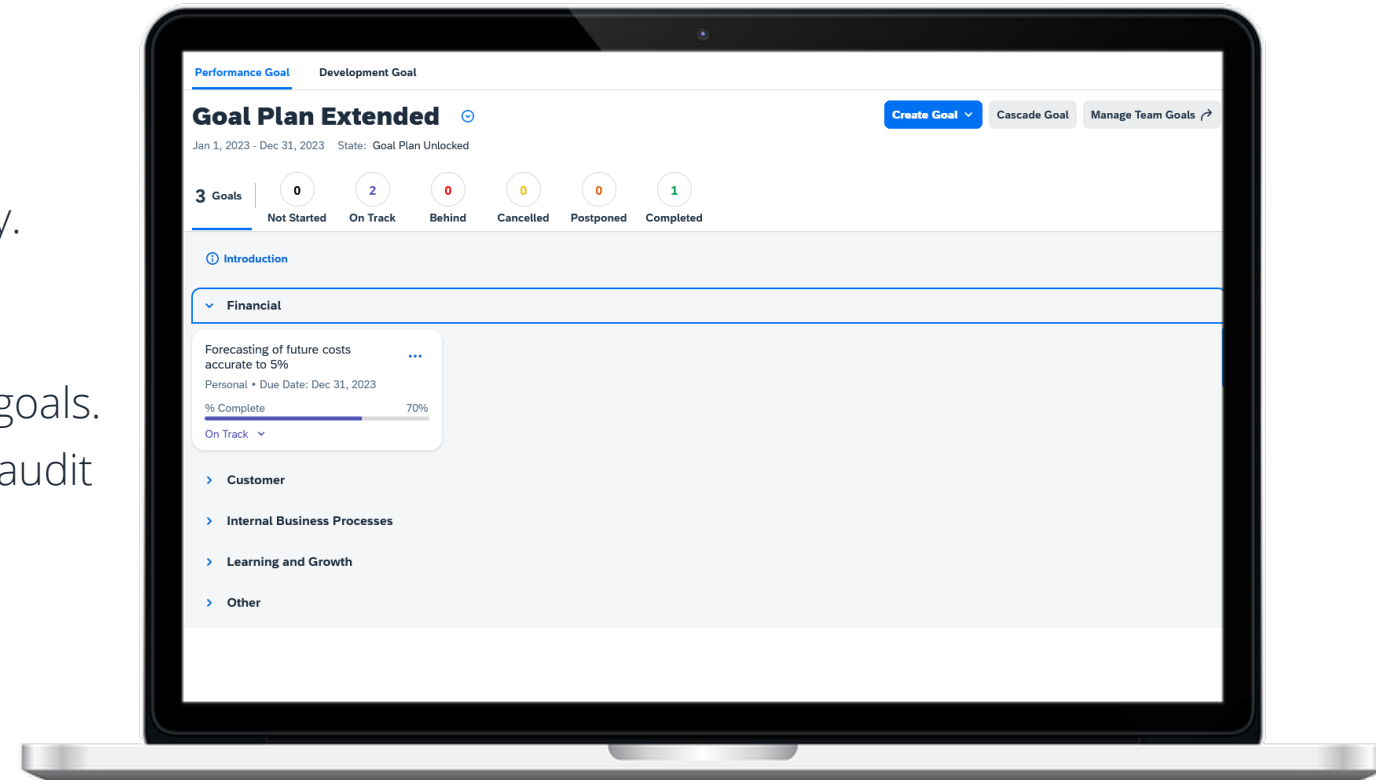 Performance Goal Development Goal
Goal Plan Extended
Create Goal Cascade Goal Manage Team Goals
Jan 1, 2023 - Dec 31, 2023 State: Goal Plan Unlocked
3 Goals
0 2 0 0 0 1
Not Started On Track Behind Cancelled Postponed Completed
y.
Introduction
Financial
Forecasting of future costs
accurate to 5%
Personal • Due Date: Dec 31, 2023
% Complete 70%
On Track
goals.
audit
Customer
Internal Business Processes
Learning and Growth
Other